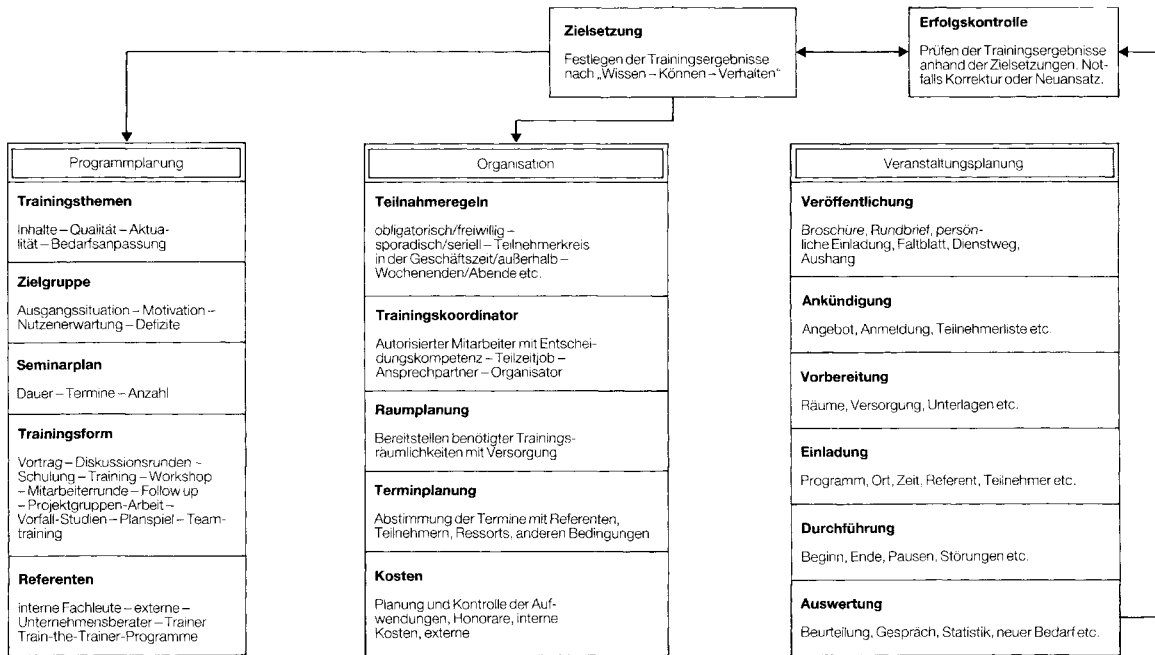 Zielsetzung
Festlegen der Trainingsergebnisse
nach „Wissen – Können – Verhalten“
Erfolgskontrolle
Prüfen der Trainingsergebnisse
anhand der Zielsetzungen. Not-
falls Korrektur oder Neuansatz.
Programmplanung
Trainingsthemen
Inhalte – Qualität – Aktua-
lität – Bedarfsanpassung
Zielgruppe
Ausgangssituation – Motivation –
Nutzenerwartung – Defizite
Seminarplan
Dauer – Termine – Anzahl
Trainingsform
Vortrag – Diskussionsrunden –
Schulung – Training – Workshop
– Mitarbeiterrunde – Follow up
– Projektgruppen-Arbeit –
Vorfall-Studien – Planspiel – Team-
training
Referenten
interne Fachleute – externe –
Unternehmensberater – Trainer
Train-the-Trainer-Programme
Organisation
Teilnahmeregeln
obligatorisch/freiwillig –
sporadisch/seriell – Teilnehmerkreis
in der Geschäftszeit/außerhalb –
Wochenenden/Abende etc.
Trainingskoordinator
Autorisierter Mitarbeiter mit Entschei-
dungskompetenz – Teilzeitjob –
Ansprechpartner – Organisator
Raumplanung
Bereitstellen benötigter Trainings-
räumlichkeiten mit Versorgung
Terminplanung
Abstimmung der Termine mit Referenten,
Teilnehmern, Ressorts, anderen Bedingungen
Kosten
Planung und Kontrolle der Auf-
wendungen, Honorare, interne
Kosten, externe
Veranstaltungsplanung
Veröffentlichung
Broschüre, Rundbrief, persön-
liche Einladung, Faltblatt, Dienstweg,
Aushang
Ankündigung
Angebot, Anmeldung, Teilnehmerliste etc.
Vorbereitung
Räume, Versorgung, Unterlagen etc.
Einladung
Programm, Ort, Zeit, Referent, Teilnehmer etc.
Durchführung
Beginn, Ende, Pausen, Störungen etc.
Auswertung
Beurteilung, Gespräch, Statistik, neuer Bedarf etc.